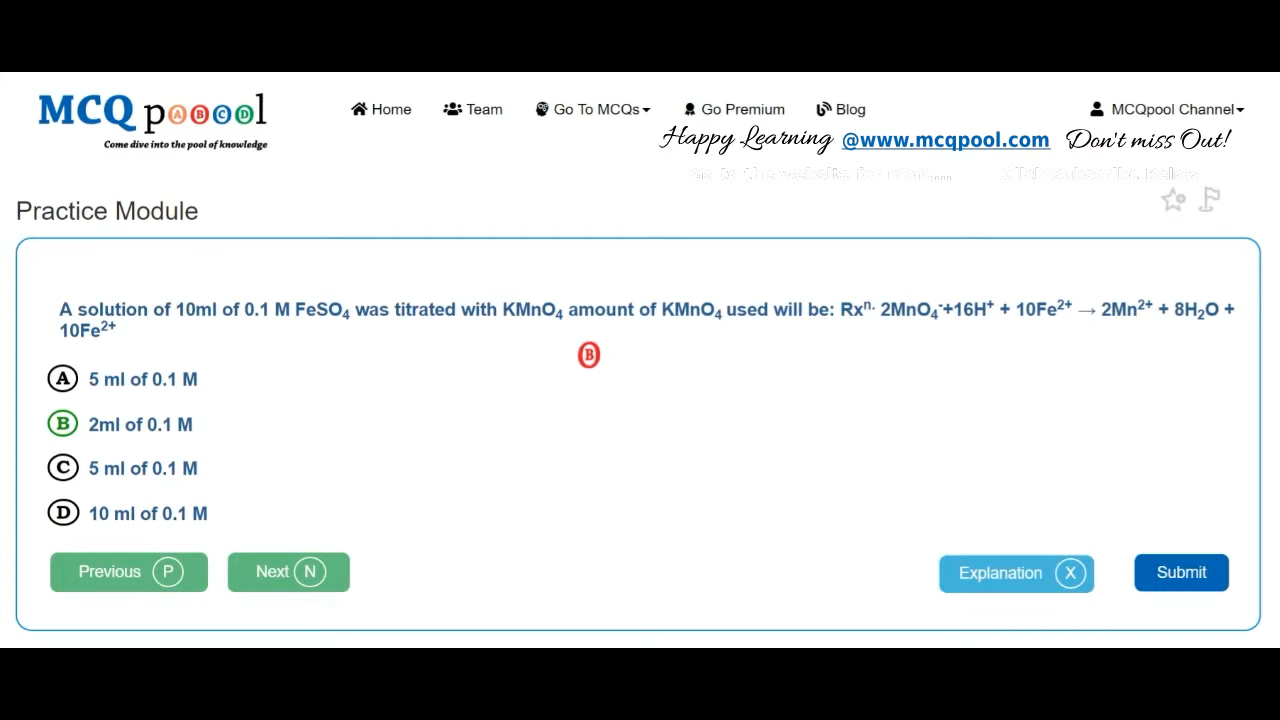 MCQ pABCDl
Come dive into the pool of knowledge
Home Team Go To MCQs Go Premium Blog MCQpool Channel
Happy Learning @www.mcqpool.com Don't miss Out!
Practice Module
A solution of 10ml of 0.1 M FeSO₄ was titrated with KMnO₄ amount of KMnO₄ used will be: Rxⁿ· 2MnO₄⁻+16H⁺ + 10Fe²⁺ → 2Mn²⁺ + 8H₂O +
10Fe²⁺
B
A 5 ml of 0.1 M
B 2ml of 0.1 M
C 5 ml of 0.1 M
D 10 ml of 0.1 M
Previous P Next N Explanation X Submit